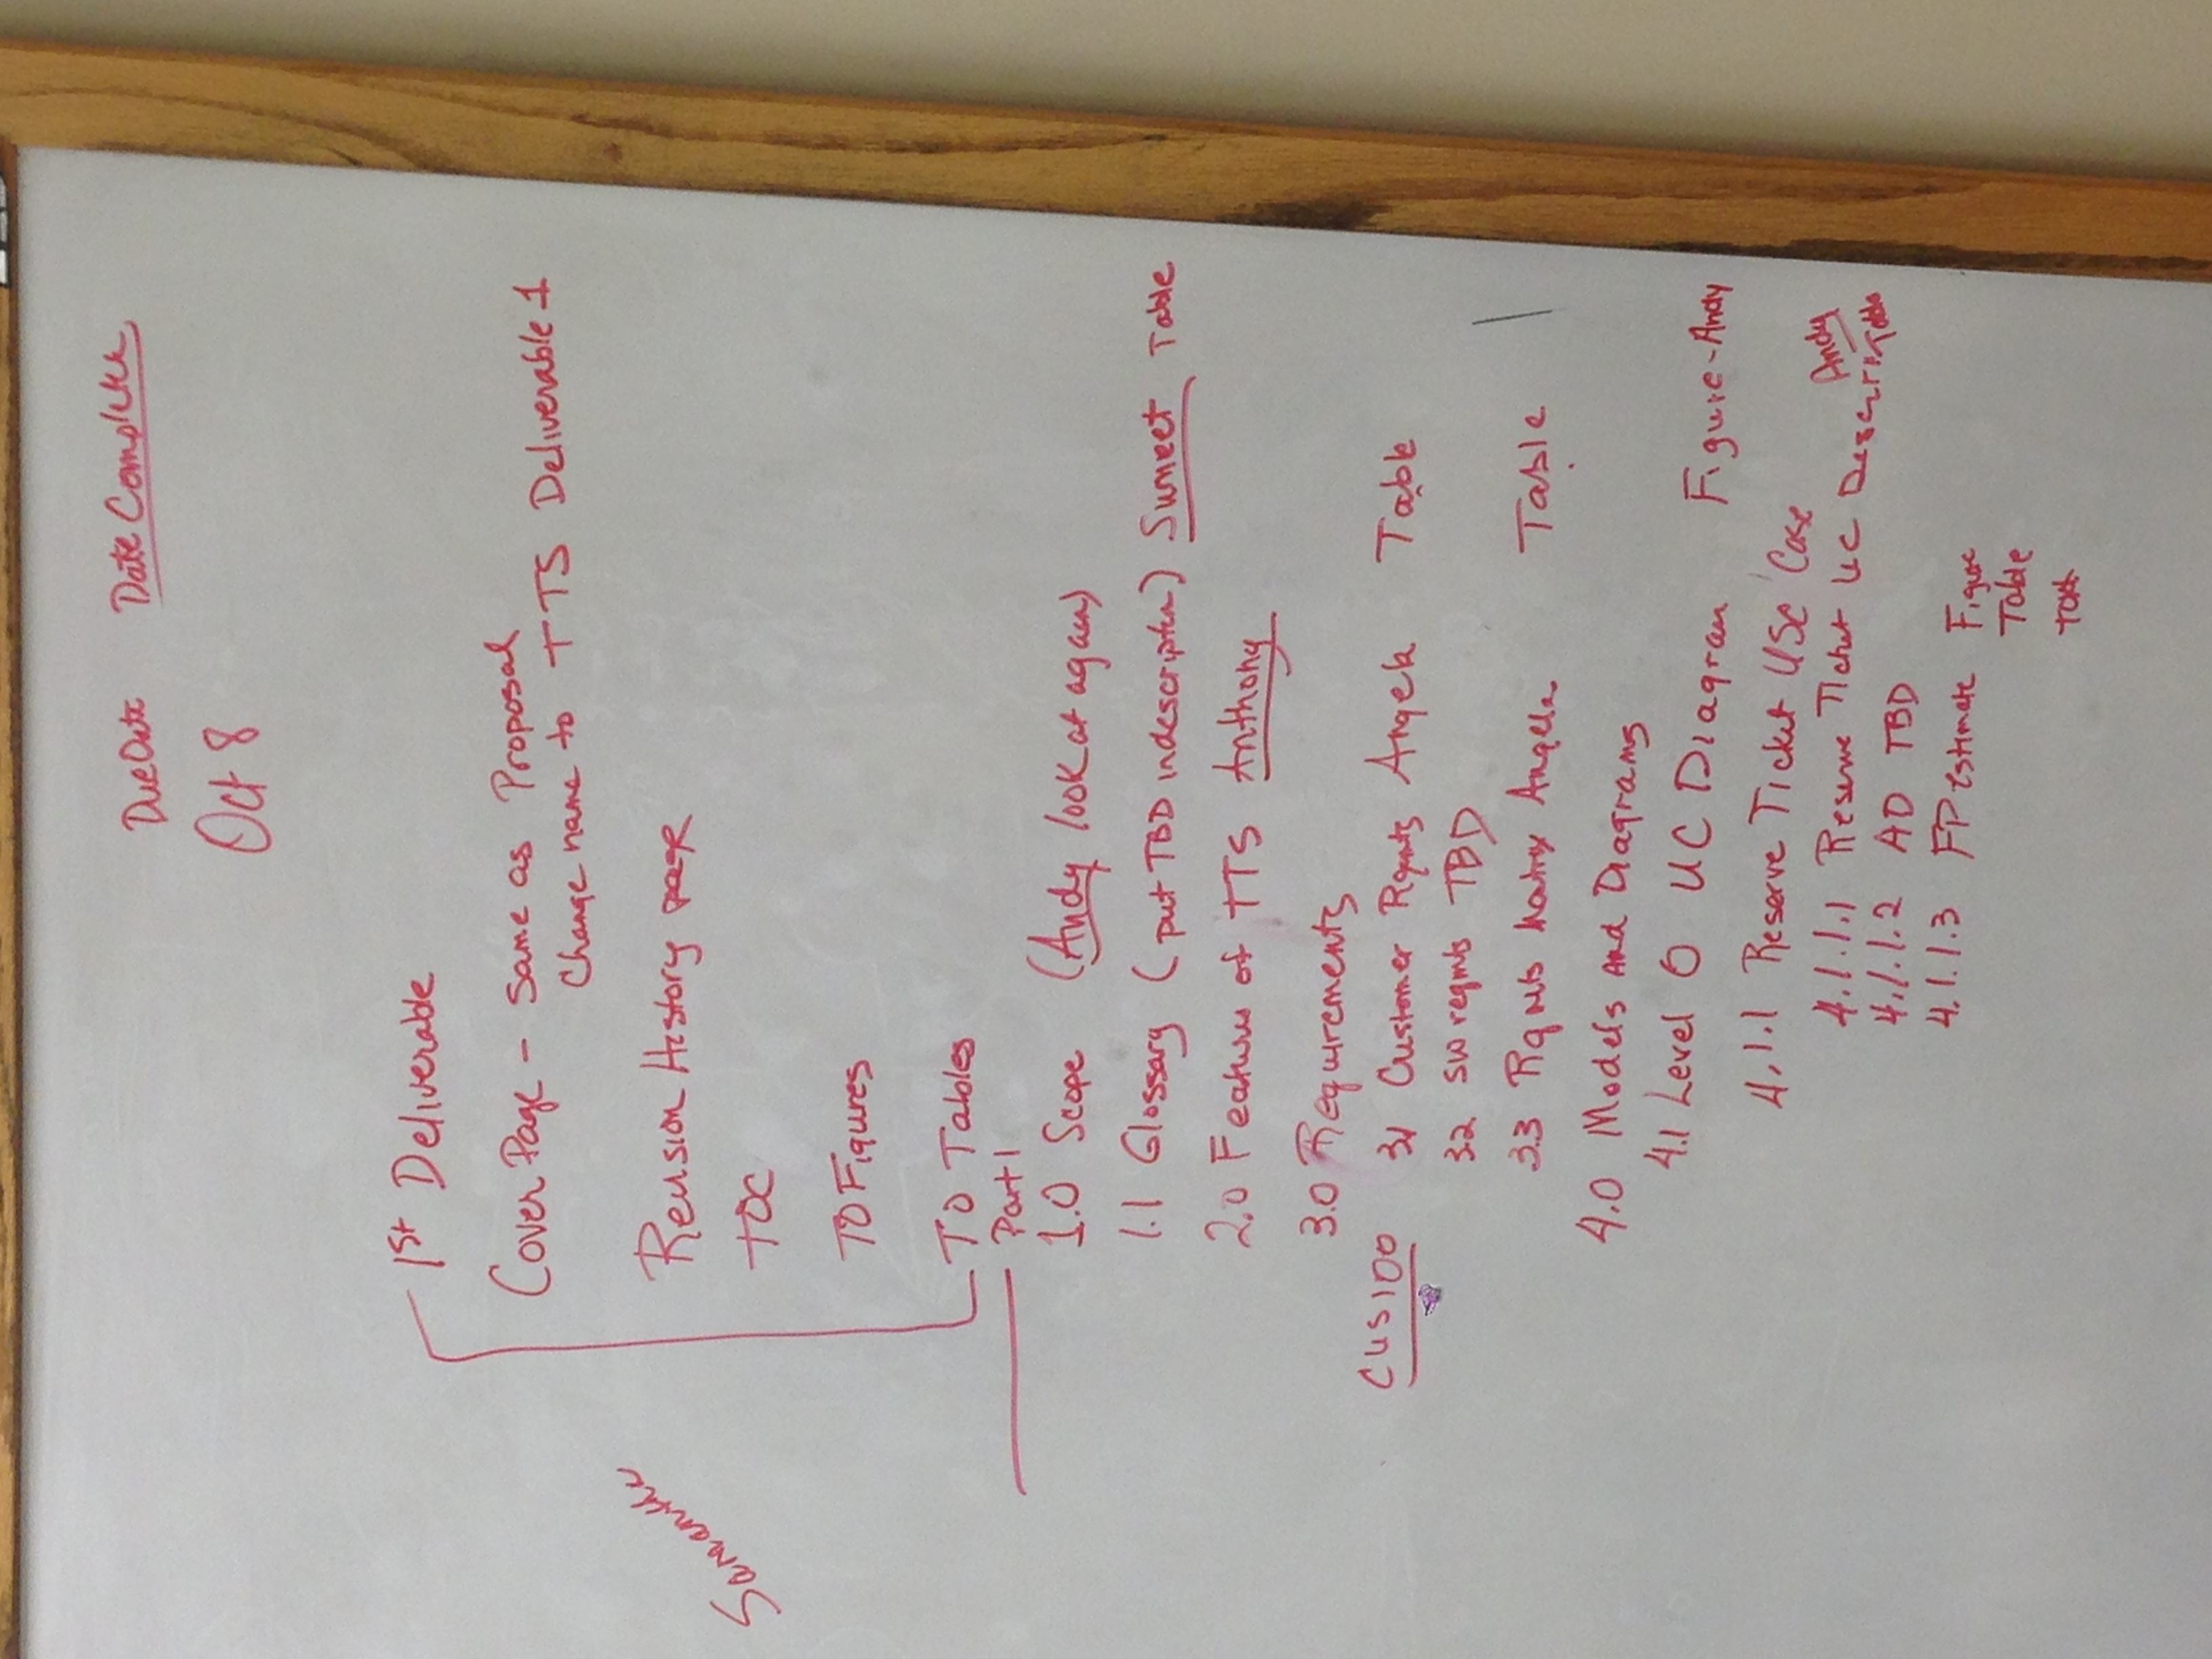 Due Date Date Complete
Oct 8
1st Deliverable
Cover Page - Same as Proposal
Change name to TTS Deliverable 1
Samantha
Revision History page
TOC
TO Figures
TO Tables
Part 1
1.0 Scope (Andy look at again)
1.1 Glossary (put TBD in description) Sumeet Table
2.0 Features of TTS Anthony
3.0 Requirements
CUS100 3.1 Customer Rqmts Angela Table
3.2 SW reqmts TBD
3.3 Rqmts Matrix Angela Table
4.0 Models and Diagrams
4.1 Level 0 UC Diagram Figure - Andy
4.1.1 Reserve Ticket Use Case
4.1.1.1 Reserve Ticket UC Andy Table
4.1.1.2 AD TBD
4.1.1.3 FP estimate Figure
Table
text